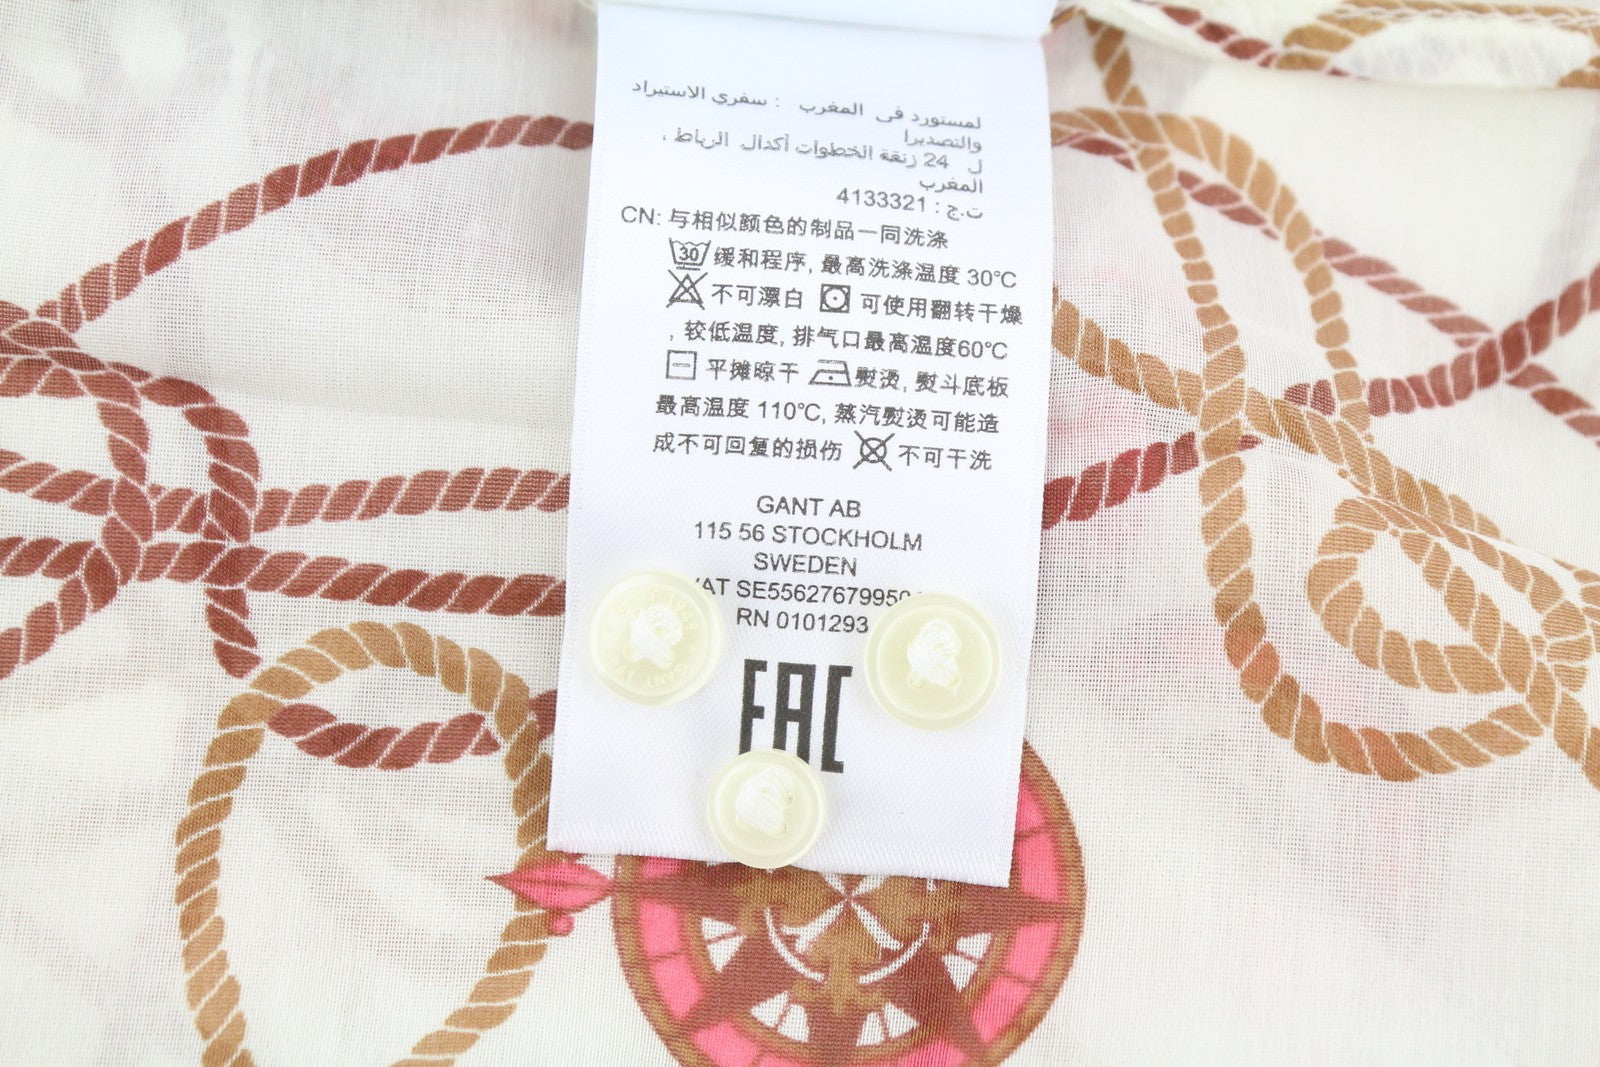 لمستورد في المغرب : سفري الاستيراد
والتصديرا
ل 24 زنقة الخطوات أكدال الرباط ،
المغرب
ت.ج : 4133321
CN: 与相似颜色的制品一同洗涤
30 缓和程序, 最高洗涤温度 30°C
不可漂白 可使用翻转干燥
, 较低温度, 排气口最高温度60°C
平摊晾干 熨烫, 熨斗底板
最高温度 110°C, 蒸汽熨烫可能造
成不可回复的损伤 不可干洗
GANT AB
115 56 STOCKHOLM
SWEDEN
SE556276799501
RN 0101293
EAC